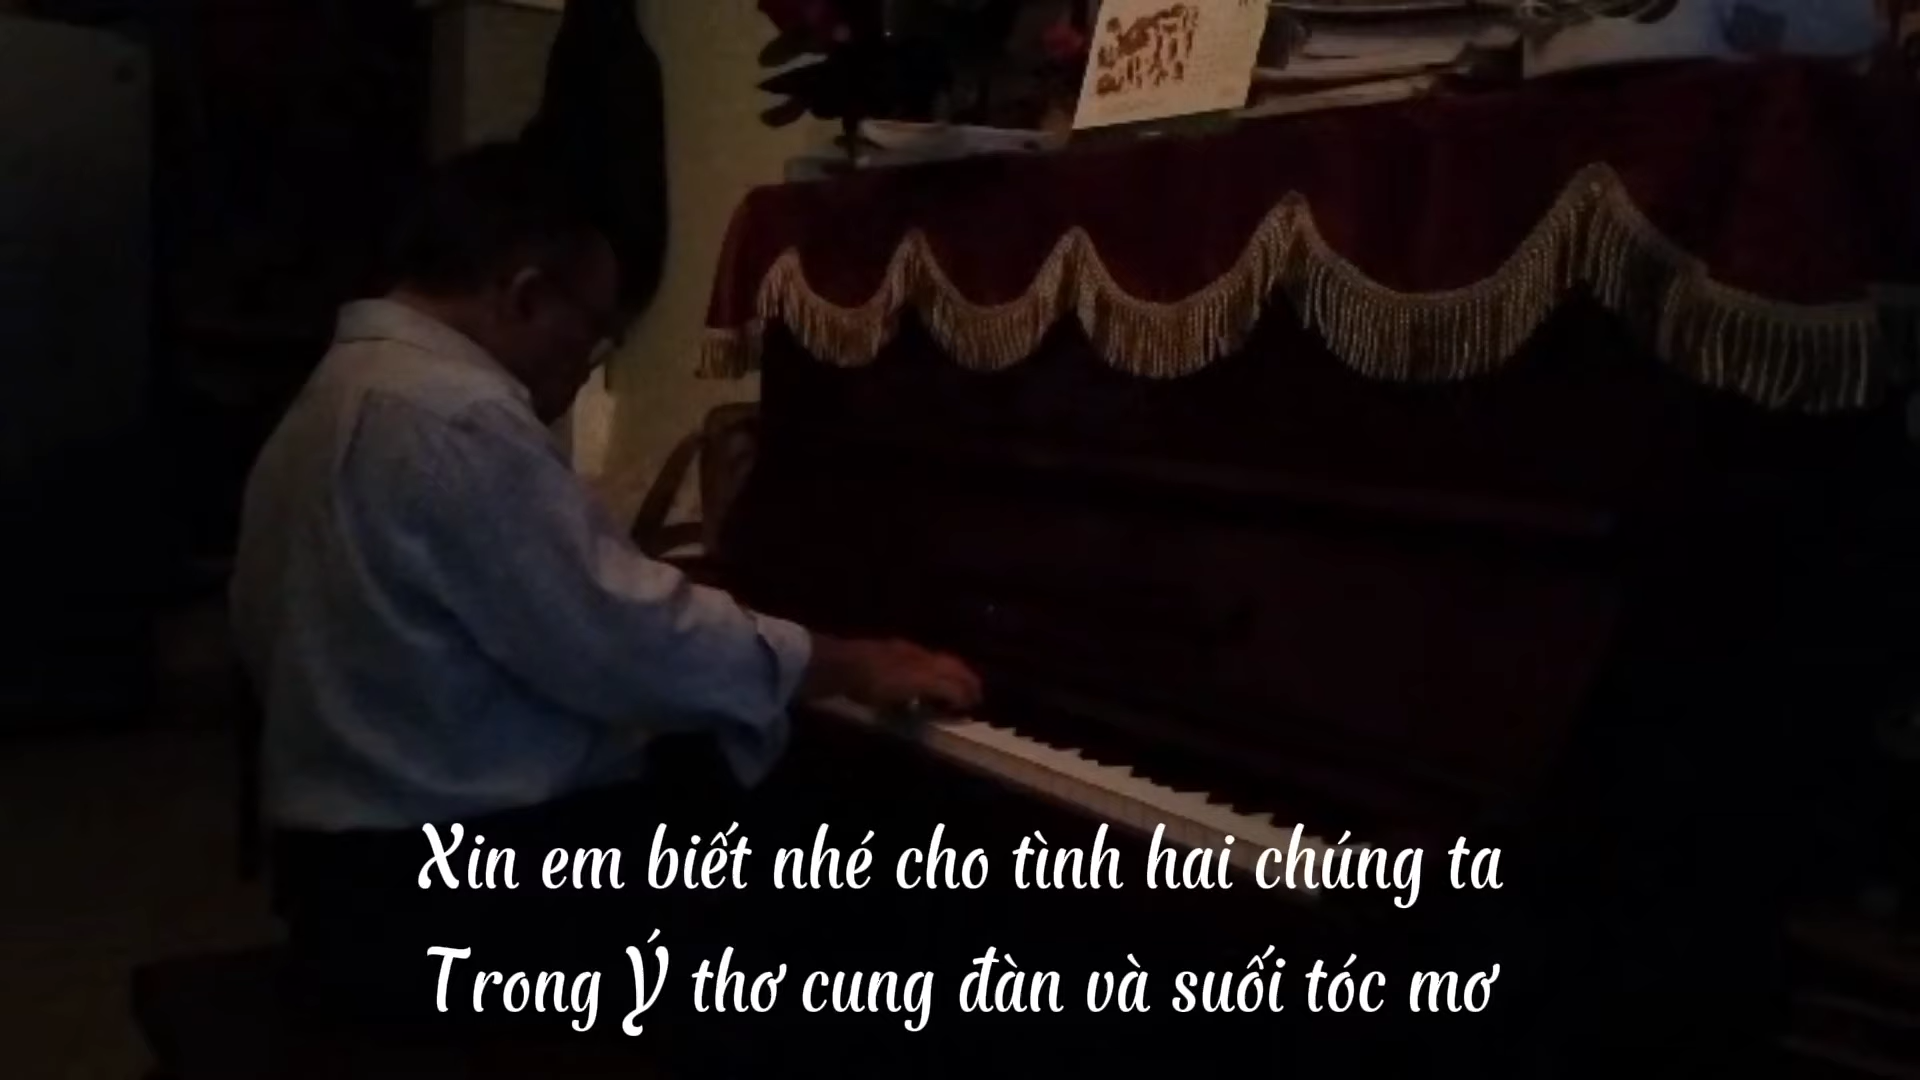 Xin em biết nhé cho tình hai chúng ta
Trong Ý thơ cung đàn và suối tóc mơ